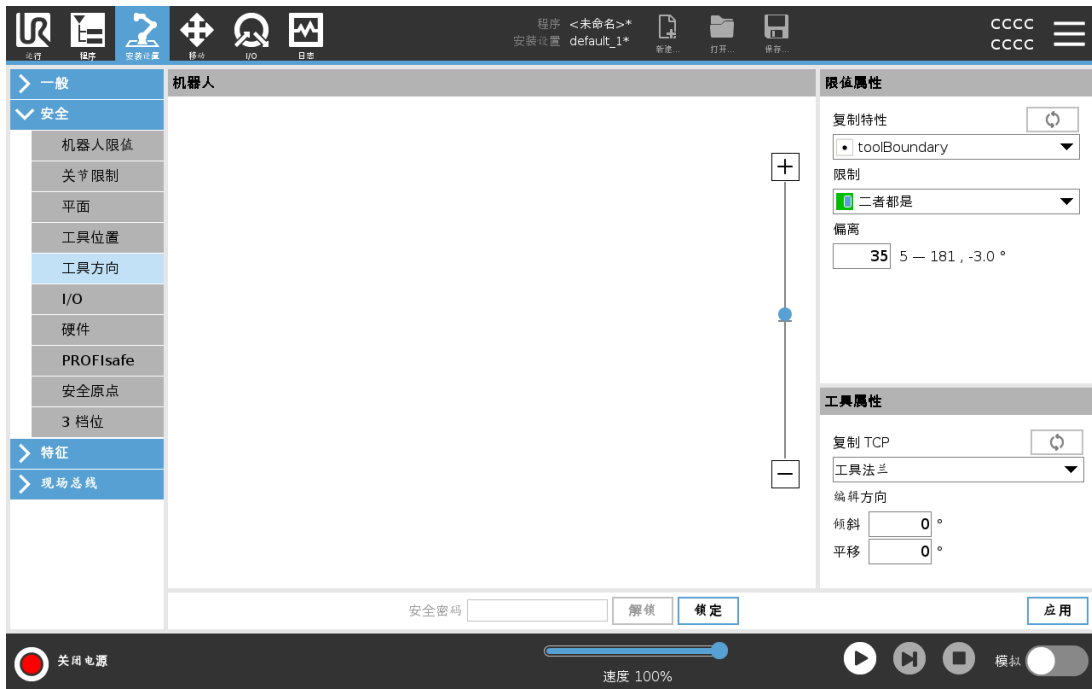 UR
运行
程序
安装设置
移动
I/O
日志
程序 <未命名>*
安装设置 default_1*
新建...
打开...
保存...
CCCC
CCCC
一般
安全
机器人限值
关节限制
平面
工具位置
工具方向
I/O
硬件
PROFIsafe
安全原点
3 档位
特征
现场总线
机器人
限值属性
复制特性
toolBoundary
限制
二者都是
偏离
35 5 — 181 , -3.0 °
工具属性
复制 TCP
工具法兰
编辑方向
倾斜 0 °
平移 0 °
安全密码 解锁 锁定
应用
关闭电源
速度 100%
模拟